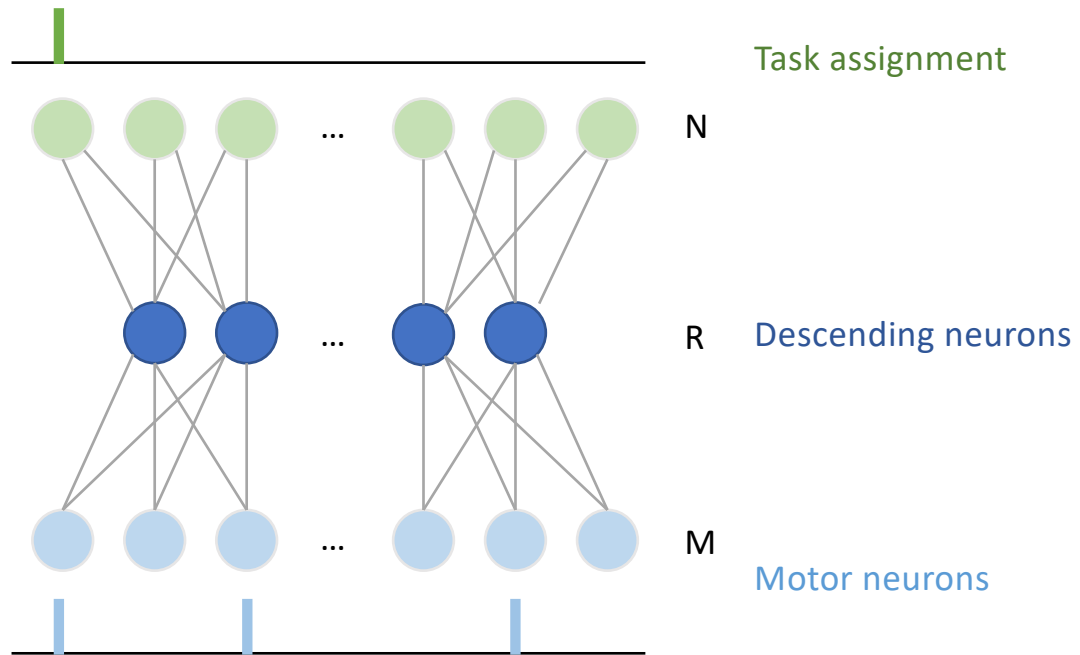 Task assignment
... N
... R Descending neurons
... M
Motor neurons